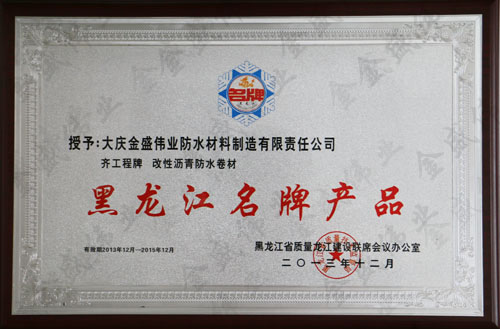 名牌
授予:大庆金盛伟业防水材料制造有限责任公司
齐工程牌 改性沥青防水卷材
黑龙江名牌产品
有效期2013年12月—2015年12月
黑龙江省质量龙江建设联席会议办公室
二〇一三年十二月